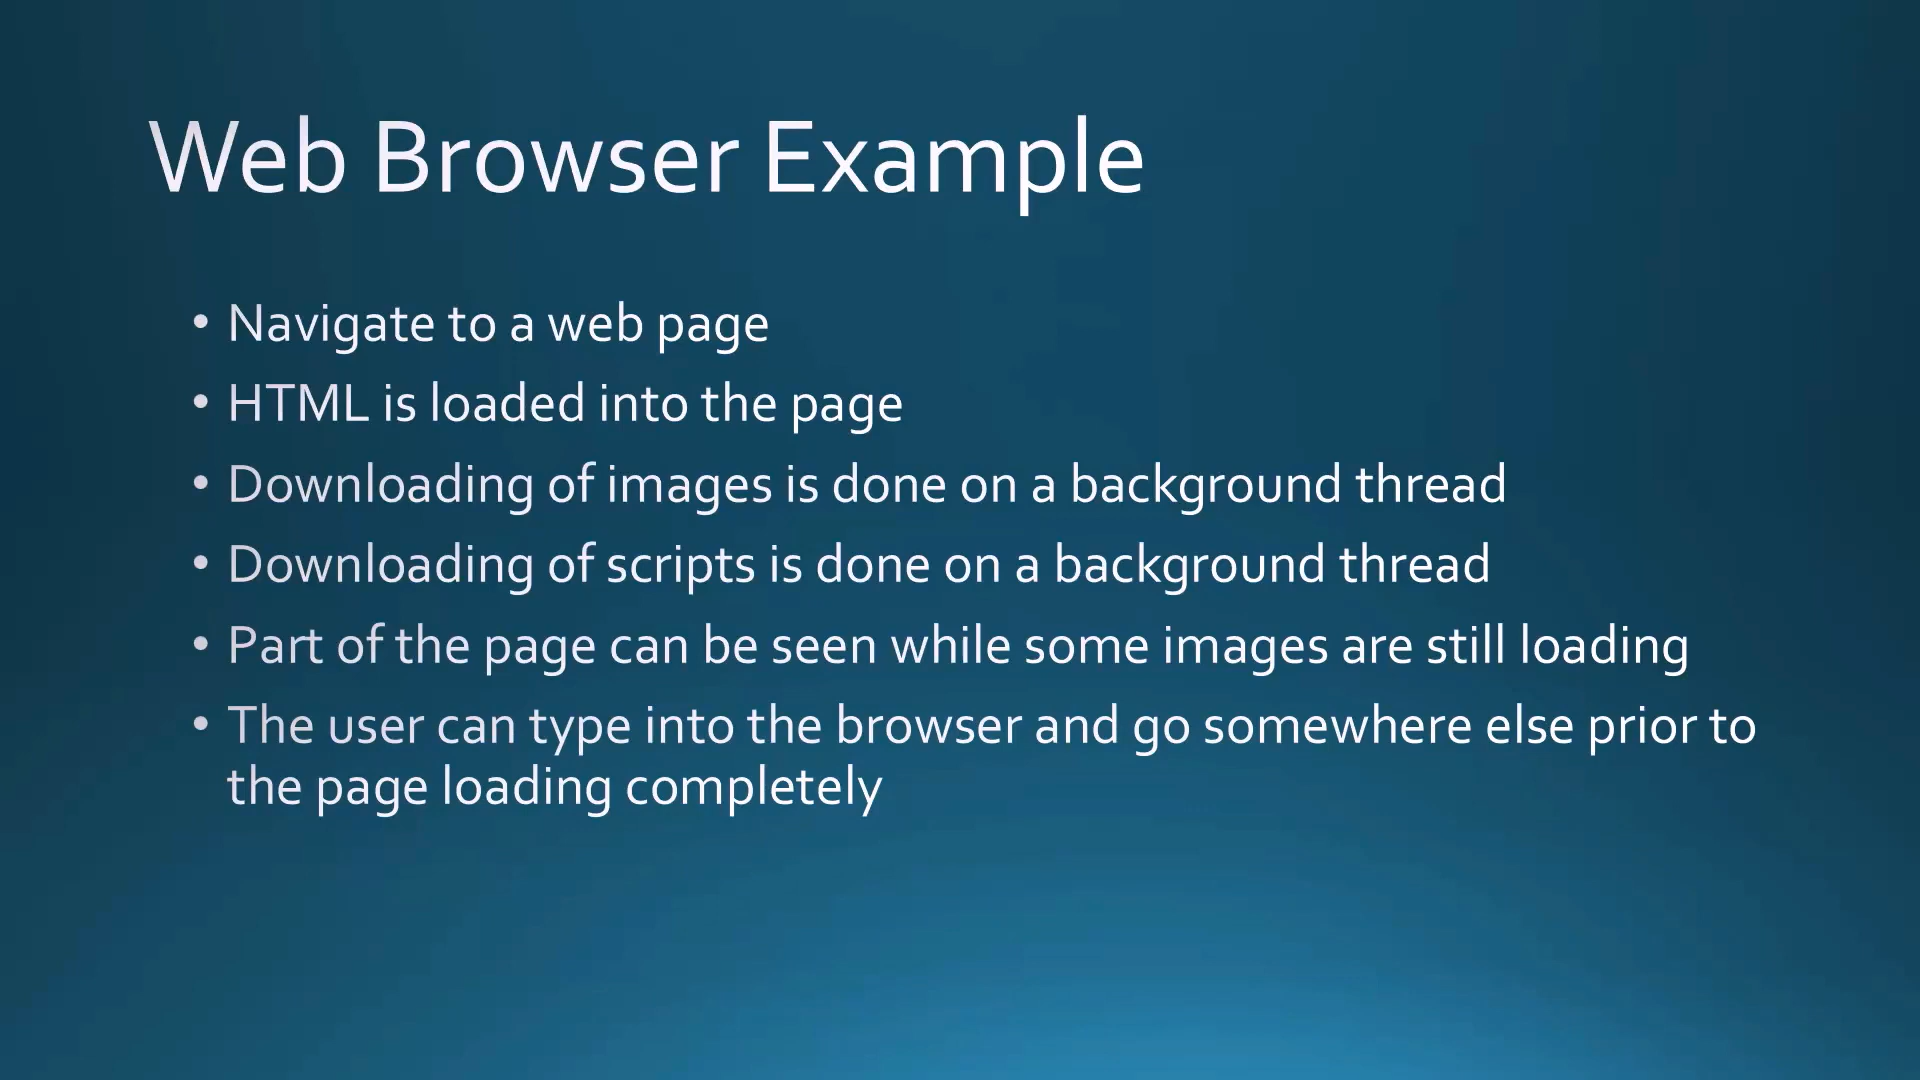 Web Browser Example
• Navigate to a web page
• HTML is loaded into the page
• Downloading of images is done on a background thread
• Downloading of scripts is done on a background thread
• Part of the page can be seen while some images are still loading
• The user can type into the browser and go somewhere else prior to
the page loading completely